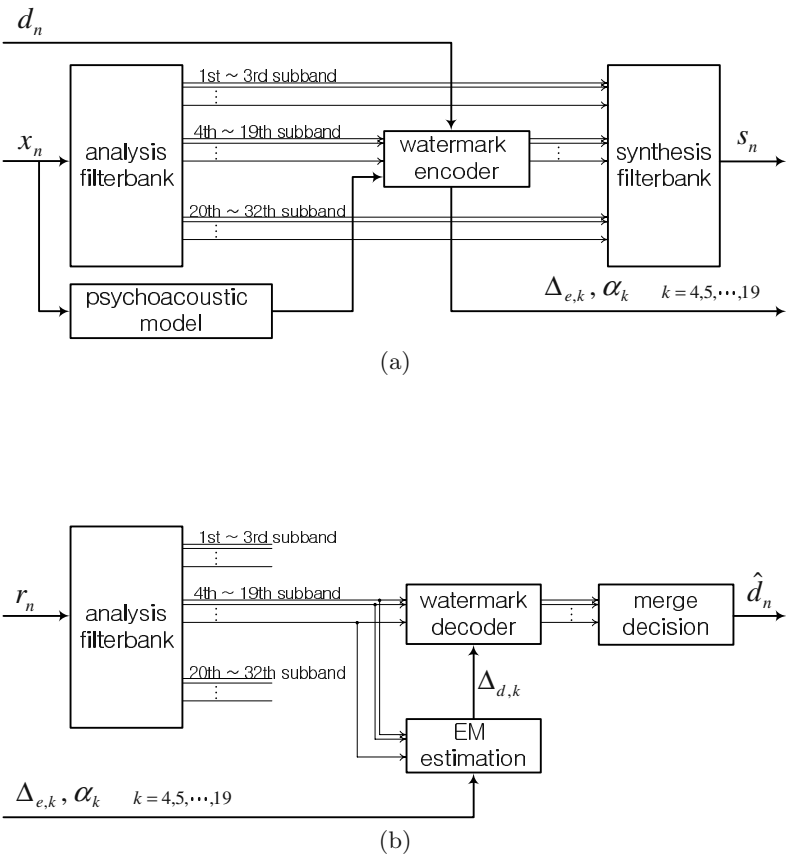 d_n
1st ~ 3rd subband
⋮
x_n
analysis
filterbank
4th ~ 19th subband
⋮
watermark
encoder
⋮
synthesis
filterbank
s_n
20th ~ 32th subband
⋮
psychoacoustic
model
Δ_{e,k}, α_k k = 4,5,⋯,19
(a)
1st ~ 3rd subband
⋮
r_n
analysis
filterbank
4th ~ 19th subband
⋮
watermark
decoder
⋮
merge
decision
\hat{d}_n
20th ~ 32th subband
⋮
Δ_{d,k}
EM
estimation
Δ_{e,k}, α_k k = 4,5,⋯,19
(b)